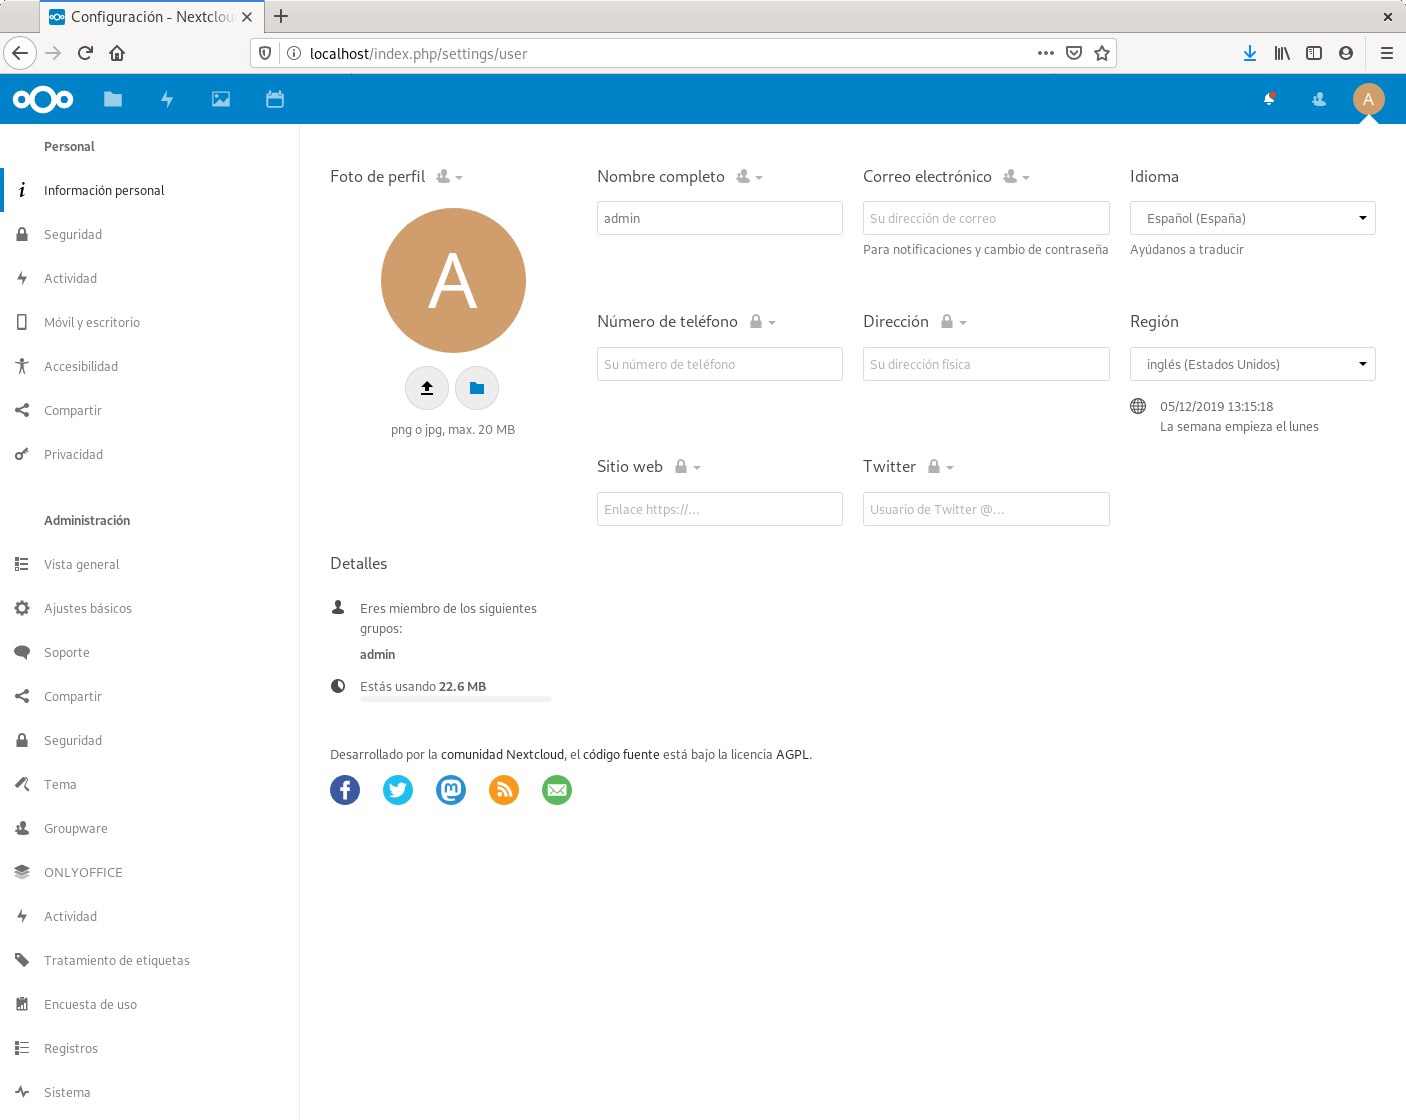 Configuración - Nextclou
localhost/index.php/settings/user
A
Personal
Información personal
Seguridad
Actividad
Móvil y escritorio
Accesibilidad
Compartir
Privacidad
Administración
Vista general
Ajustes básicos
Soporte
Compartir
Seguridad
Tema
Groupware
ONLYOFFICE
Actividad
Tratamiento de etiquetas
Encuesta de uso
Registros
Sistema
Foto de perfil
A
png o jpg, max. 20 MB
Nombre completo
admin
Correo electrónico
Su dirección de correo
Para notificaciones y cambio de contraseña
Idioma
Español (España)
Ayúdanos a traducir
Número de teléfono
Su número de teléfono
Dirección
Su dirección física
Región
inglés (Estados Unidos)
05/12/2019 13:15:18
La semana empieza el lunes
Sitio web
Enlace https://...
Twitter
Usuario de Twitter @...
Detalles
Eres miembro de los siguientes
grupos:
admin
Estás usando 22.6 MB
Desarrollado por la comunidad Nextcloud, el código fuente está bajo la licencia AGPL.